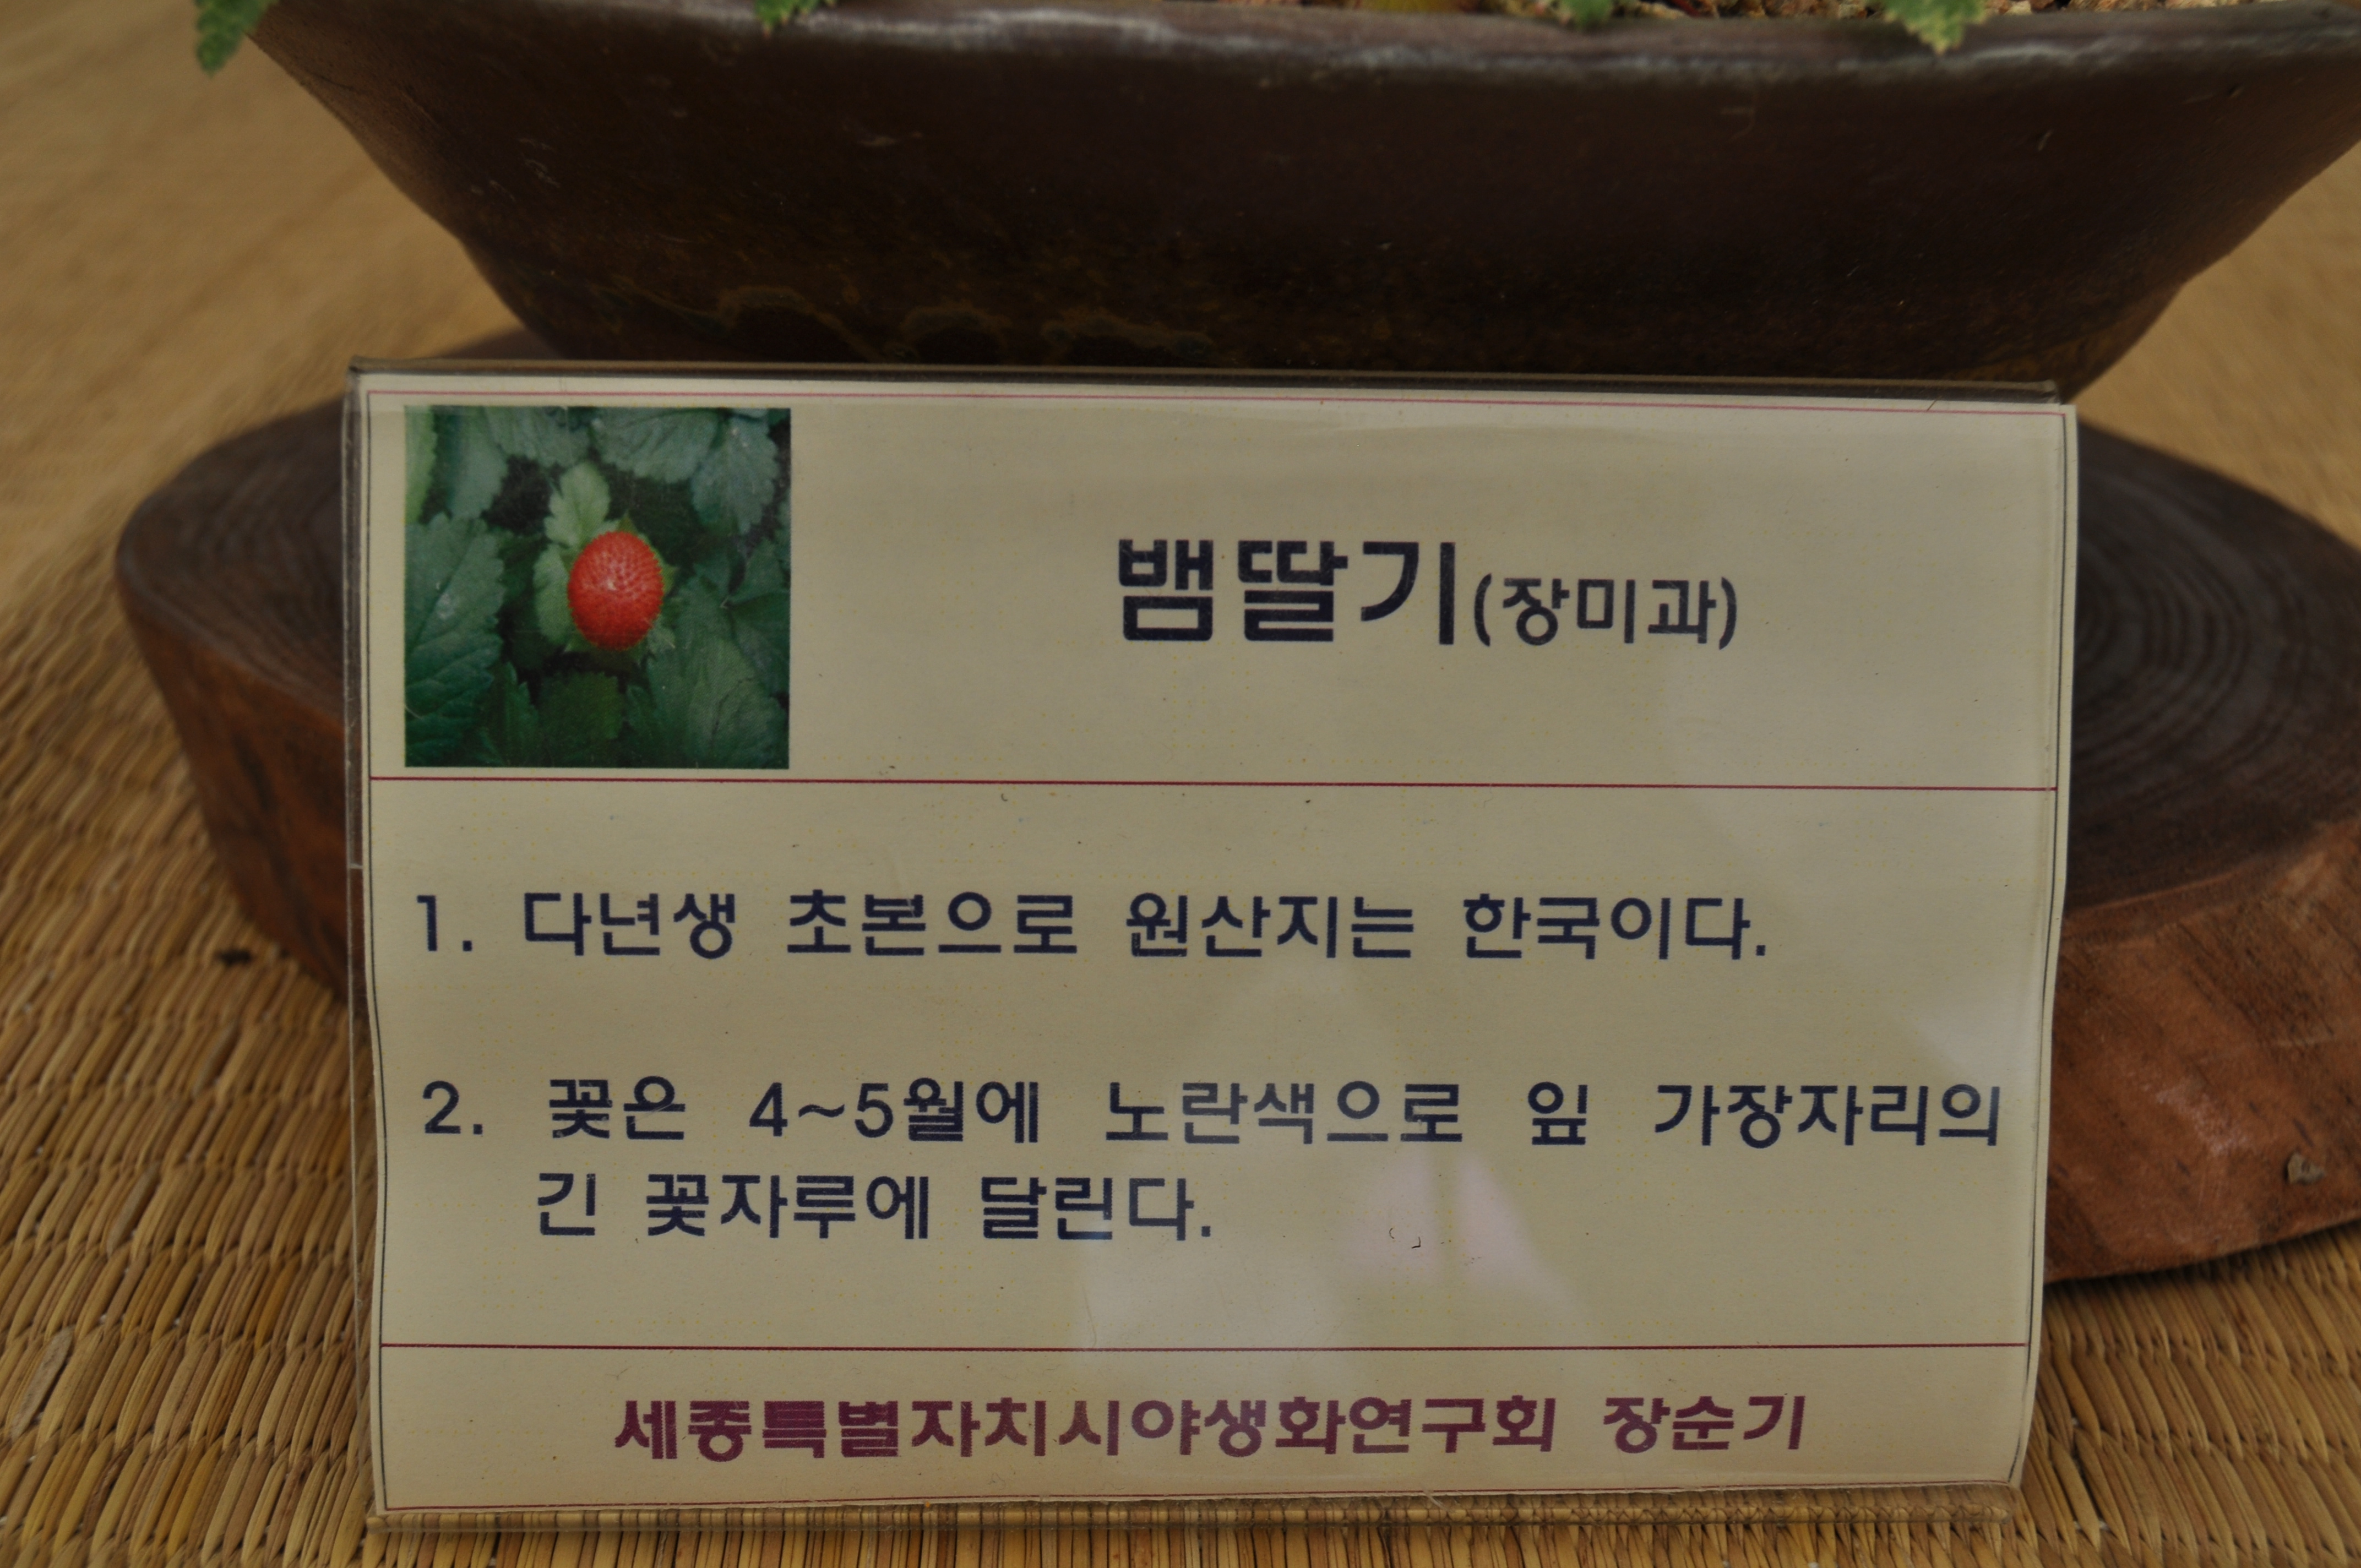 뱀딸기(장미과)
1. 다년생 초본으로 원산지는 한국이다.
2. 꽃은 4~5월에 노란색으로 잎 가장자리의
긴 꽃자루에 달린다.
세종특별자치시야생화연구회 장순기